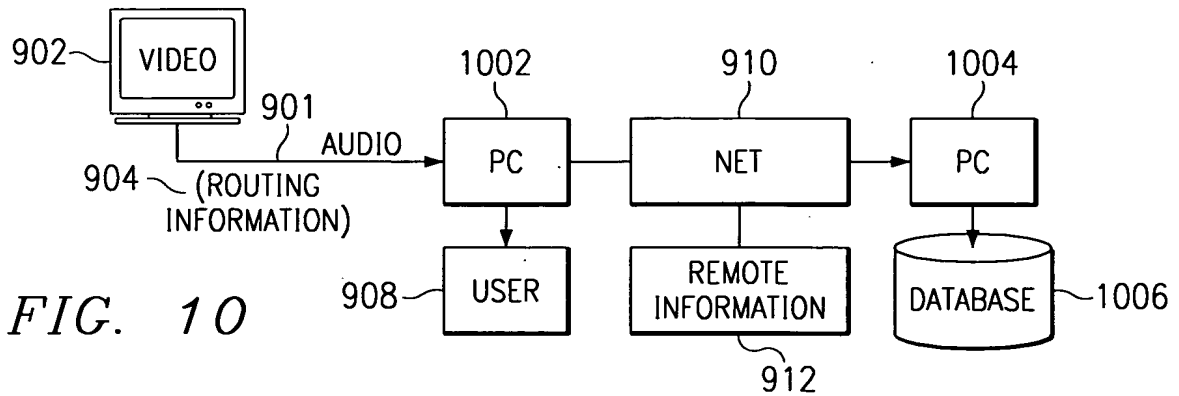 902
VIDEO
901
AUDIO
904
(ROUTING
INFORMATION)
1002
PC
910
NET
1004
PC
908
USER
REMOTE
INFORMATION
912
DATABASE
1006
FIG. 10